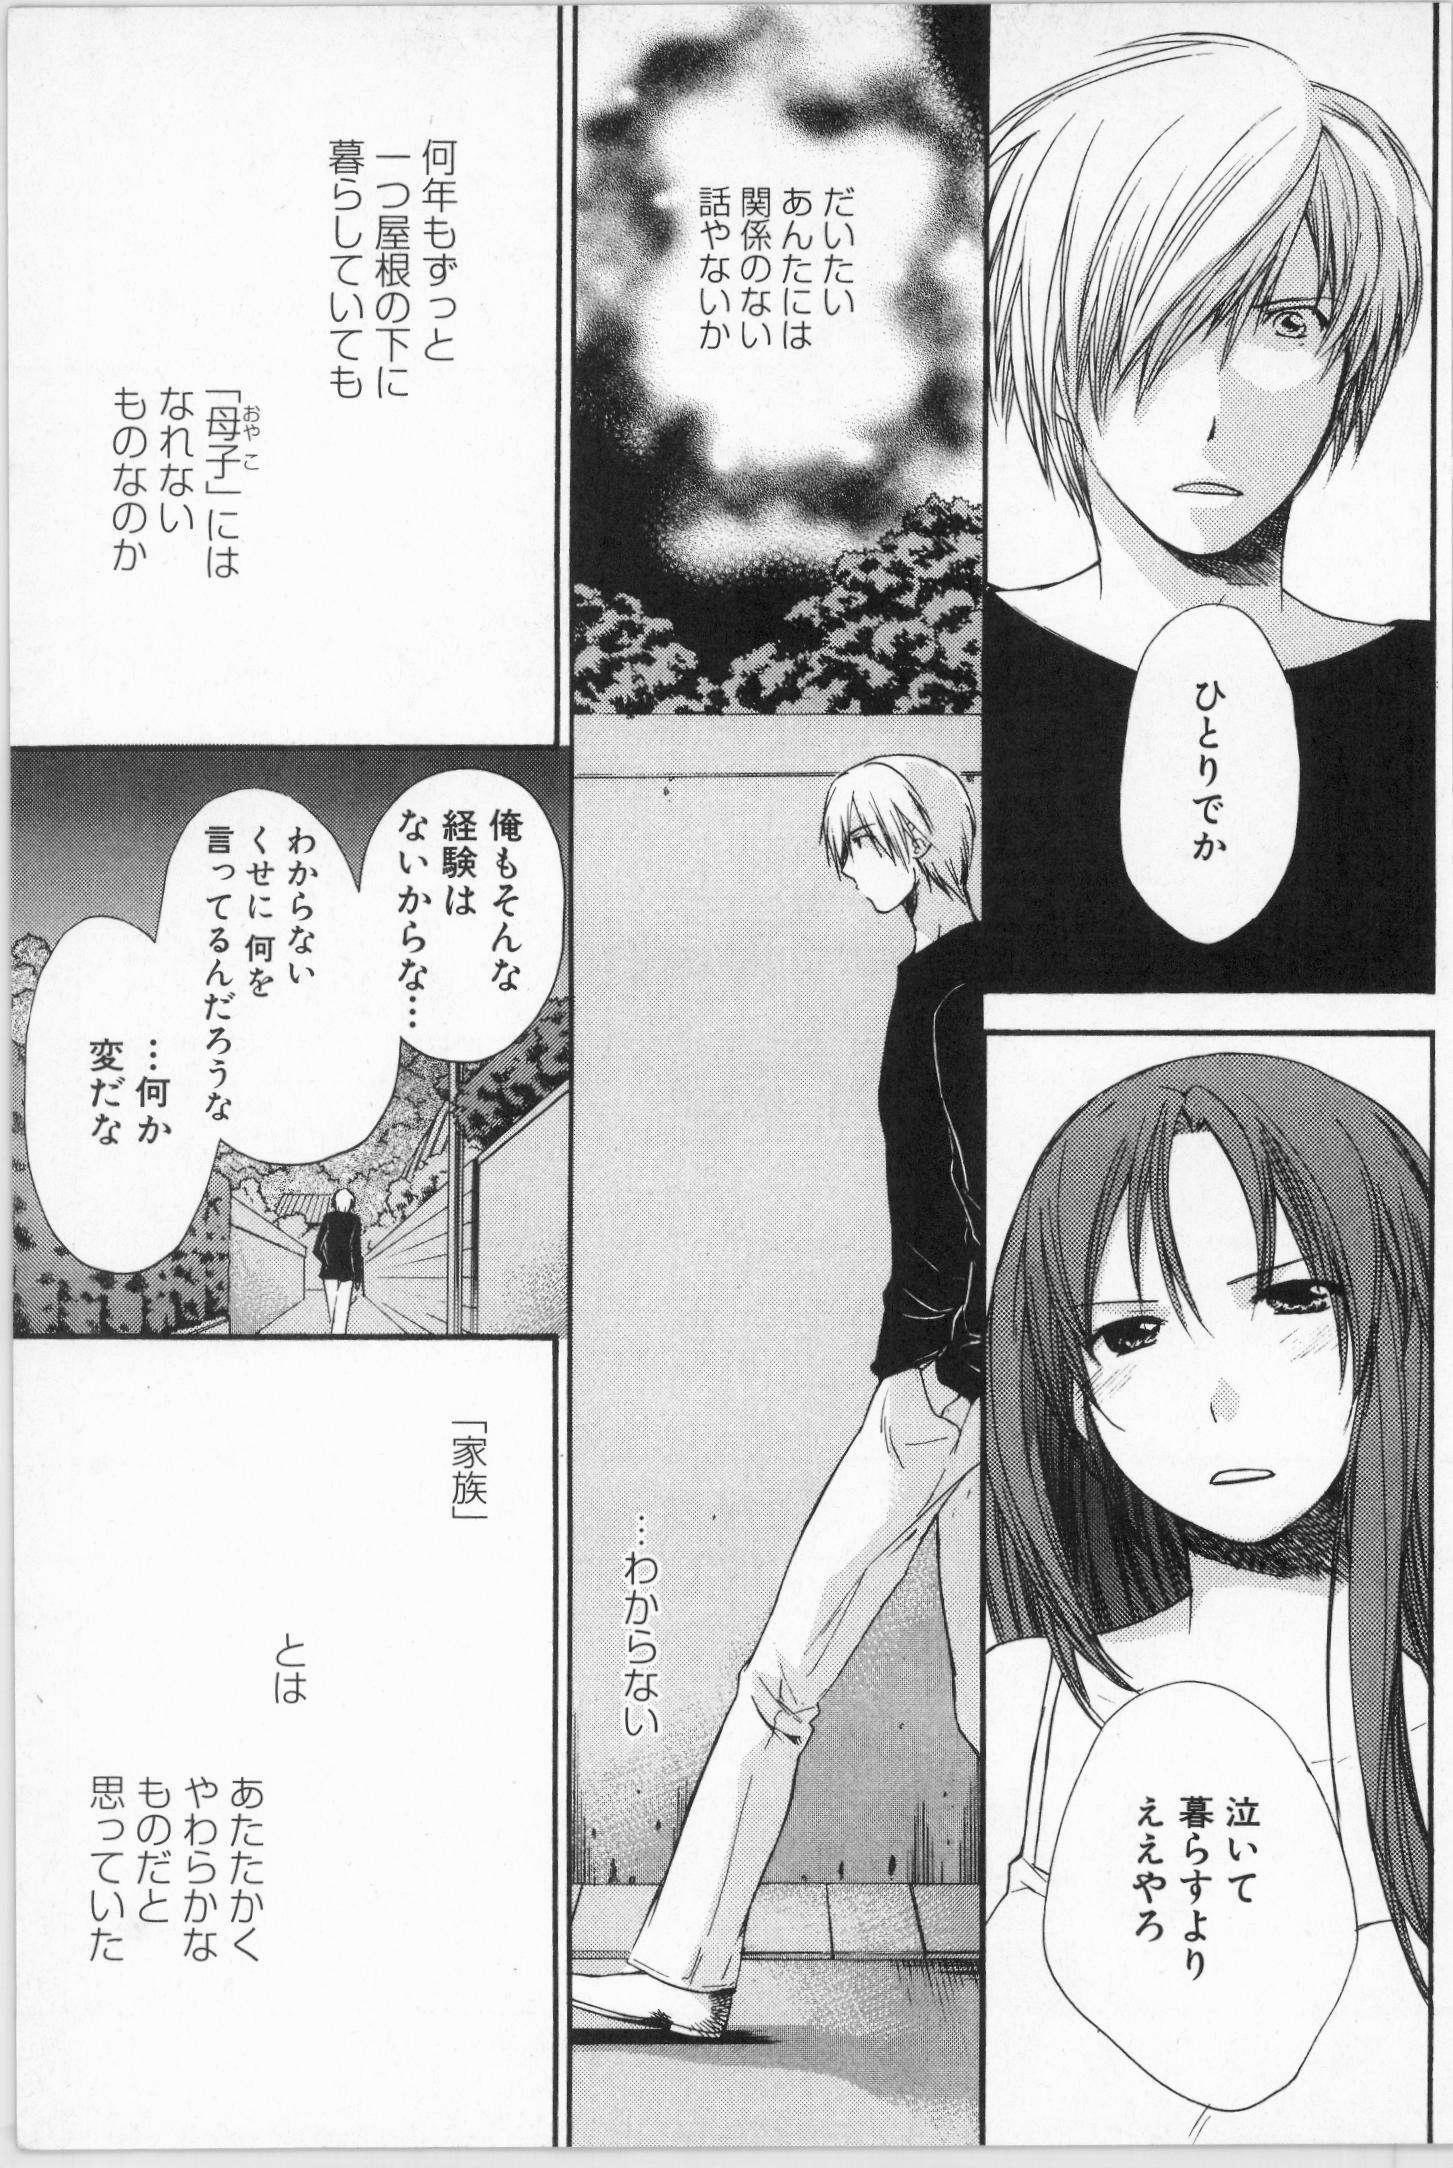 ひとりでか
泣いて
暮らすより
ええやろ
だいたい
あんたには
関係のない
話やないか
…わからない
何年もずっと
一つ屋根の下に
暮らしていても
「母子」には
おやこ
なれない
ものなのか
俺もそんな
経験は
ないからな…
わからない
くせに 何を
言ってるんだろうな
…何か
変だな
「家族」
とは
あたたかく
やわらかな
ものだと
思っていた